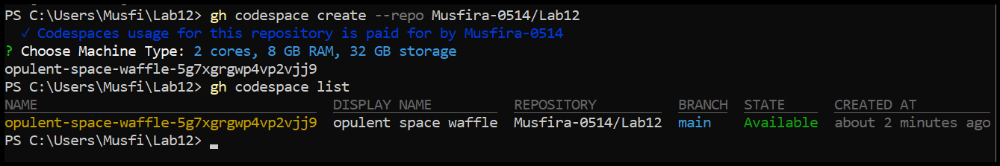 PS C:\Users\Musfi\Lab12> gh codespace create --repo Musfira-0514/Lab12
✓ Codespaces usage for this repository is paid for by Musfira-0514
? Choose Machine Type: 2 cores, 8 GB RAM, 32 GB storage
opulent-space-waffle-5g7xgrgwp4vp2vjj9
PS C:\Users\Musfi\Lab12> gh codespace list
NAME DISPLAY NAME REPOSITORY BRANCH STATE CREATED AT
opulent-space-waffle-5g7xgrgwp4vp2vjj9 opulent space waffle Musfira-0514/Lab12 main Available about 2 minutes ago
PS C:\Users\Musfi\Lab12>